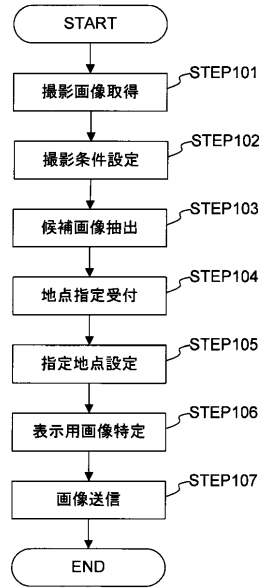 START
撮影画像取得
STEP101
撮影条件設定
STEP102
候補画像抽出
STEP103
地点指定受付
STEP104
指定地点設定
STEP105
表示用画像特定
STEP106
画像送信
STEP107
END